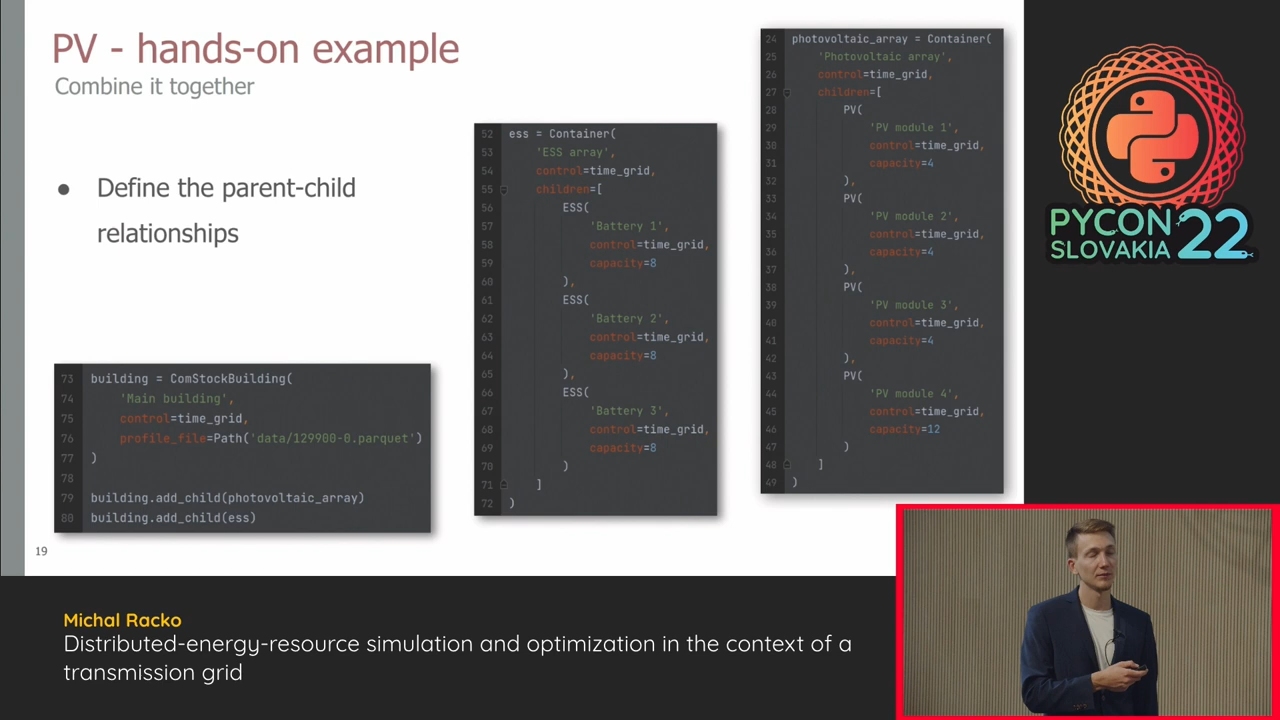 PV - hands-on example
Combine it together
● Define the parent-child
relationships
73 building = ComStockBuilding(
74 'Main building',
75 control=time_grid,
76 profile_file=Path('data/129900-0.parquet')
77 )
78
79 building.add_child(photovoltaic_array)
80 building.add_child(ess)
52 ess = Container(
53 'ESS array',
54 control=time_grid,
55 children=[
56 ESS(
57 'Battery 1',
58 control=time_grid,
59 capacity=8
60 ),
61 ESS(
62 'Battery 2',
63 control=time_grid,
64 capacity=8
65 ),
66 ESS(
67 'Battery 3',
68 control=time_grid,
69 capacity=8
70 )
71 ]
72 )
24 photovoltaic_array = Container(
25 'Photovoltaic array',
26 control=time_grid,
27 children=[
28 PV(
29 'PV module 1',
30 control=time_grid,
31 capacity=4
32 ),
33 PV(
34 'PV module 2',
35 control=time_grid,
36 capacity=4
37 ),
38 PV(
39 'PV module 3',
40 control=time_grid,
41 capacity=4
42 ),
43 PV(
44 'PV module 4',
45 control=time_grid,
46 capacity=12
47 )
48 ]
49 )
19
PYCON
SLOVAKIA 22
Michal Racko
Distributed-energy-resource simulation and optimization in the context of a
transmission grid